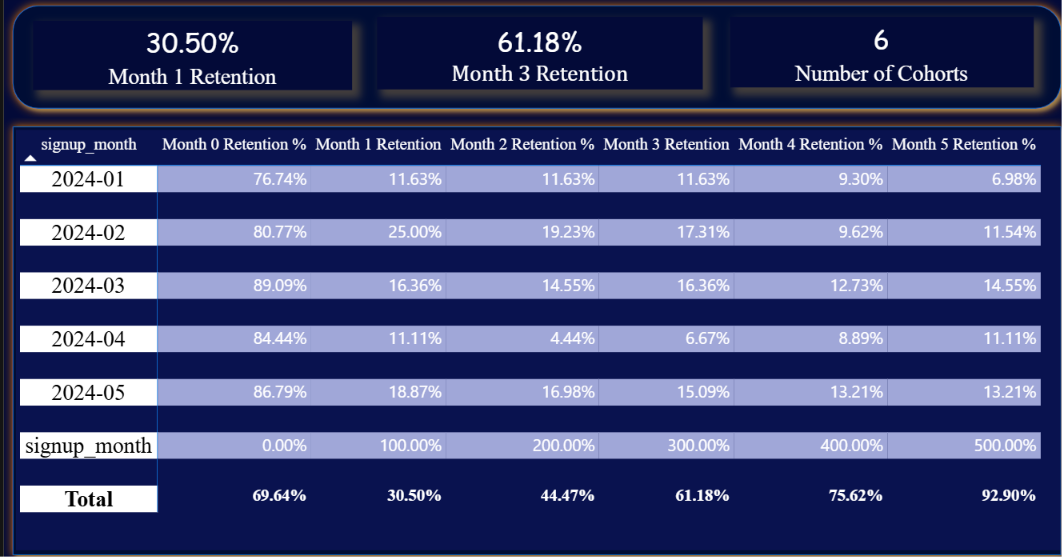 30.50%
Month 1 Retention
61.18%
Month 3 Retention
6
Number of Cohorts
signup_month Month 0 Retention % Month 1 Retention Month 2 Retention % Month 3 Retention Month 4 Retention % Month 5 Retention %
2024-01 76.74% 11.63% 11.63% 11.63% 9.30% 6.98%
2024-02 80.77% 25.00% 19.23% 17.31% 9.62% 11.54%
2024-03 89.09% 16.36% 14.55% 16.36% 12.73% 14.55%
2024-04 84.44% 11.11% 4.44% 6.67% 8.89% 11.11%
2024-05 86.79% 18.87% 16.98% 15.09% 13.21% 13.21%
signup_month 0.00% 100.00% 200.00% 300.00% 400.00% 500.00%
Total 69.64% 30.50% 44.47% 61.18% 75.62% 92.90%